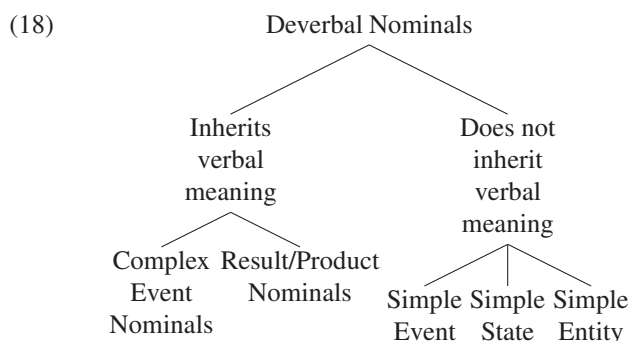 (18) Deverbal Nominals
Inherits
verbal
meaning
Does not
inherit
verbal
meaning
Complex
Event
Nominals
Result/Product
Nominals
Simple
Event
Simple
State
Simple
Entity